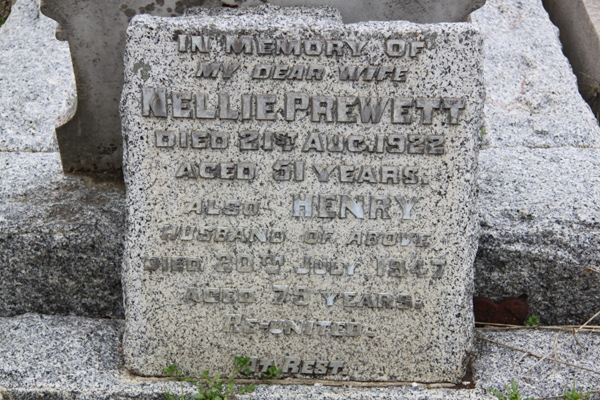 IN MEMORY OF
MY DEAR WIFE
NELLIE PREWETT
DIED 21ST AUG. 1922
AGED 51 YEARS.
ALSO HENRY
HUSBAND OF ABOVE
DIED 20TH JULY 1947
AGED 75 YEARS.
RE-UNITED.
AT REST.